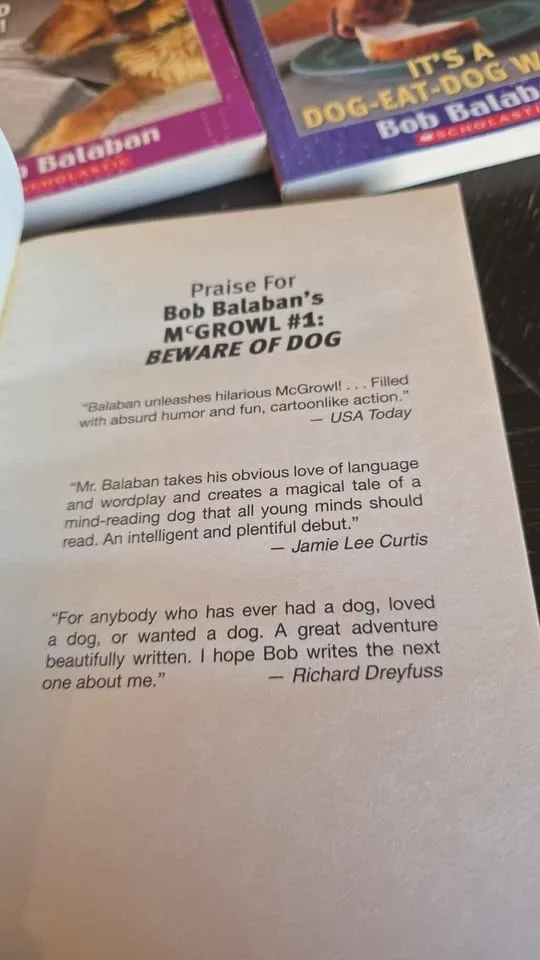 Balaban
SCHOLASTIC
IT'S A
DOG-EAT-DOG
Bob
SCHOLASTIC
Praise For
Bob Balaban's
McGROWL #1:
BEWARE OF DOG
"Balaban unleashes hilarious McGrowl! . . . Filled
with absurd humor and fun, cartoonlike action."
— USA Today
"Mr. Balaban takes his obvious love of language
and wordplay and creates a magical tale of a
mind-reading dog that all young minds should
read. An intelligent and plentiful debut."
— Jamie Lee Curtis
"For anybody who has ever had a dog, loved
a dog, or wanted a dog. A great adventure
beautifully written. I hope Bob writes the next
one about me." — Richard Dreyfuss